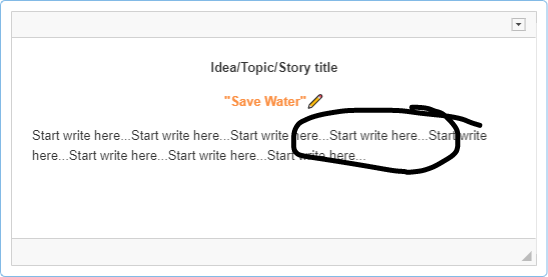 Idea/Topic/Story title
"Save Water"
Start write here...Start write here...Start write here...Start write here...Start write
here...Start write here...Start write here...Start write here...